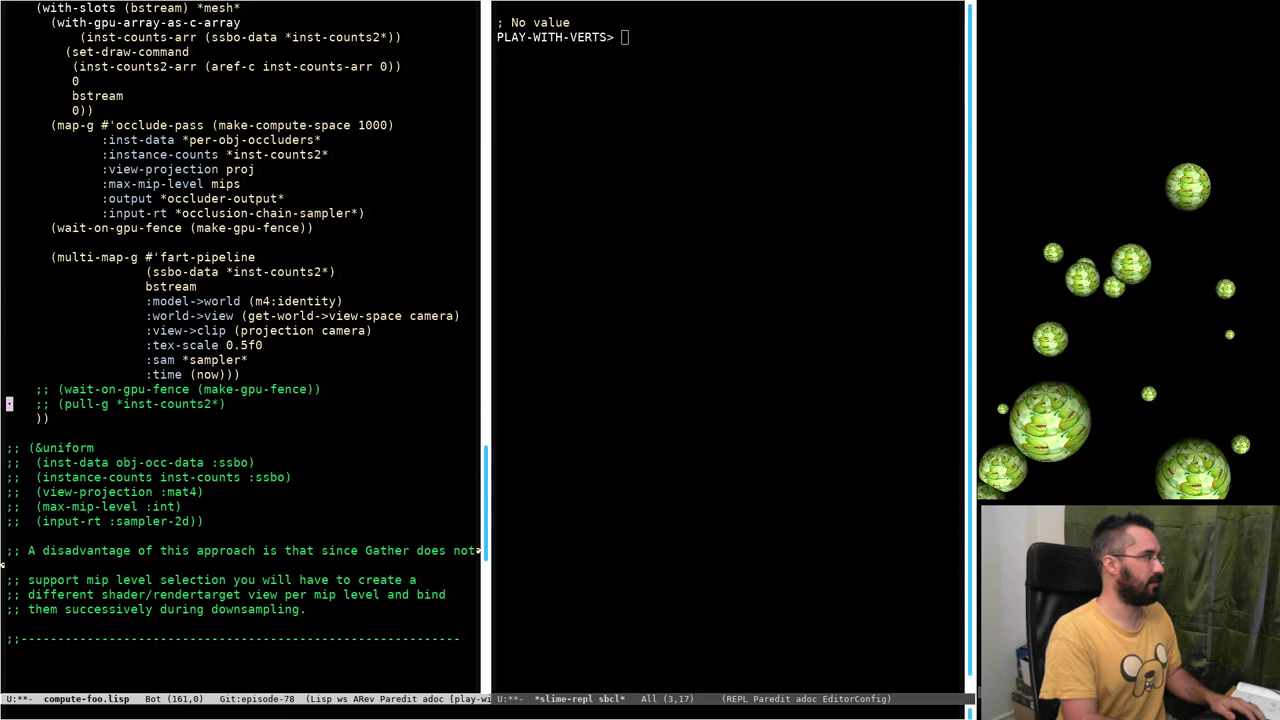 (with-slots (bstream) *mesh*
(with-gpu-array-as-c-array
(inst-counts-arr (ssbo-data *inst-counts2*))
(set-draw-command
(inst-counts2-arr (aref-c inst-counts-arr 0))
0
bstream
0))
(map-g #'occlude-pass (make-compute-space 1000)
:inst-data *per-obj-occluders*
:instance-counts *inst-counts2*
:view-projection proj
:max-mip-level mips
:output *occluder-output*
:input-rt *occlusion-chain-sampler*)
(wait-on-gpu-fence (make-gpu-fence))
(multi-map-g #'fart-pipeline
(ssbo-data *inst-counts2*)
bstream
:model->world (m4:identity)
:world->view (get-world->view-space camera)
:view->clip (projection camera)
:tex-scale 0.5f0
:sam *sampler*
:time (now)))
;; (wait-on-gpu-fence (make-gpu-fence))
;; (pull-g *inst-counts2*)
))
;; (&uniform
;;  (inst-data obj-occ-data :ssbo)
;;  (instance-counts inst-counts :ssbo)
;;  (view-projection :mat4)
;;  (max-mip-level :int)
;;  (input-rt :sampler-2d))
;; A disadvantage of this approach is that since Gather does not
;; support mip level selection you will have to create a
;; different shader/rendertarget view per mip level and bind
;; them successively during downsampling.
;;------------------------------------------------------------
U:**-  compute-foo.lisp   Bot (161,0)   Git:episode-78  (Lisp ws ARev Paredit adoc [play-wi
; No value
PLAY-WITH-VERTS>
U:**-  *slime-repl sbcl*   All (3,17)   (REPL Paredit adoc EditorConfig)